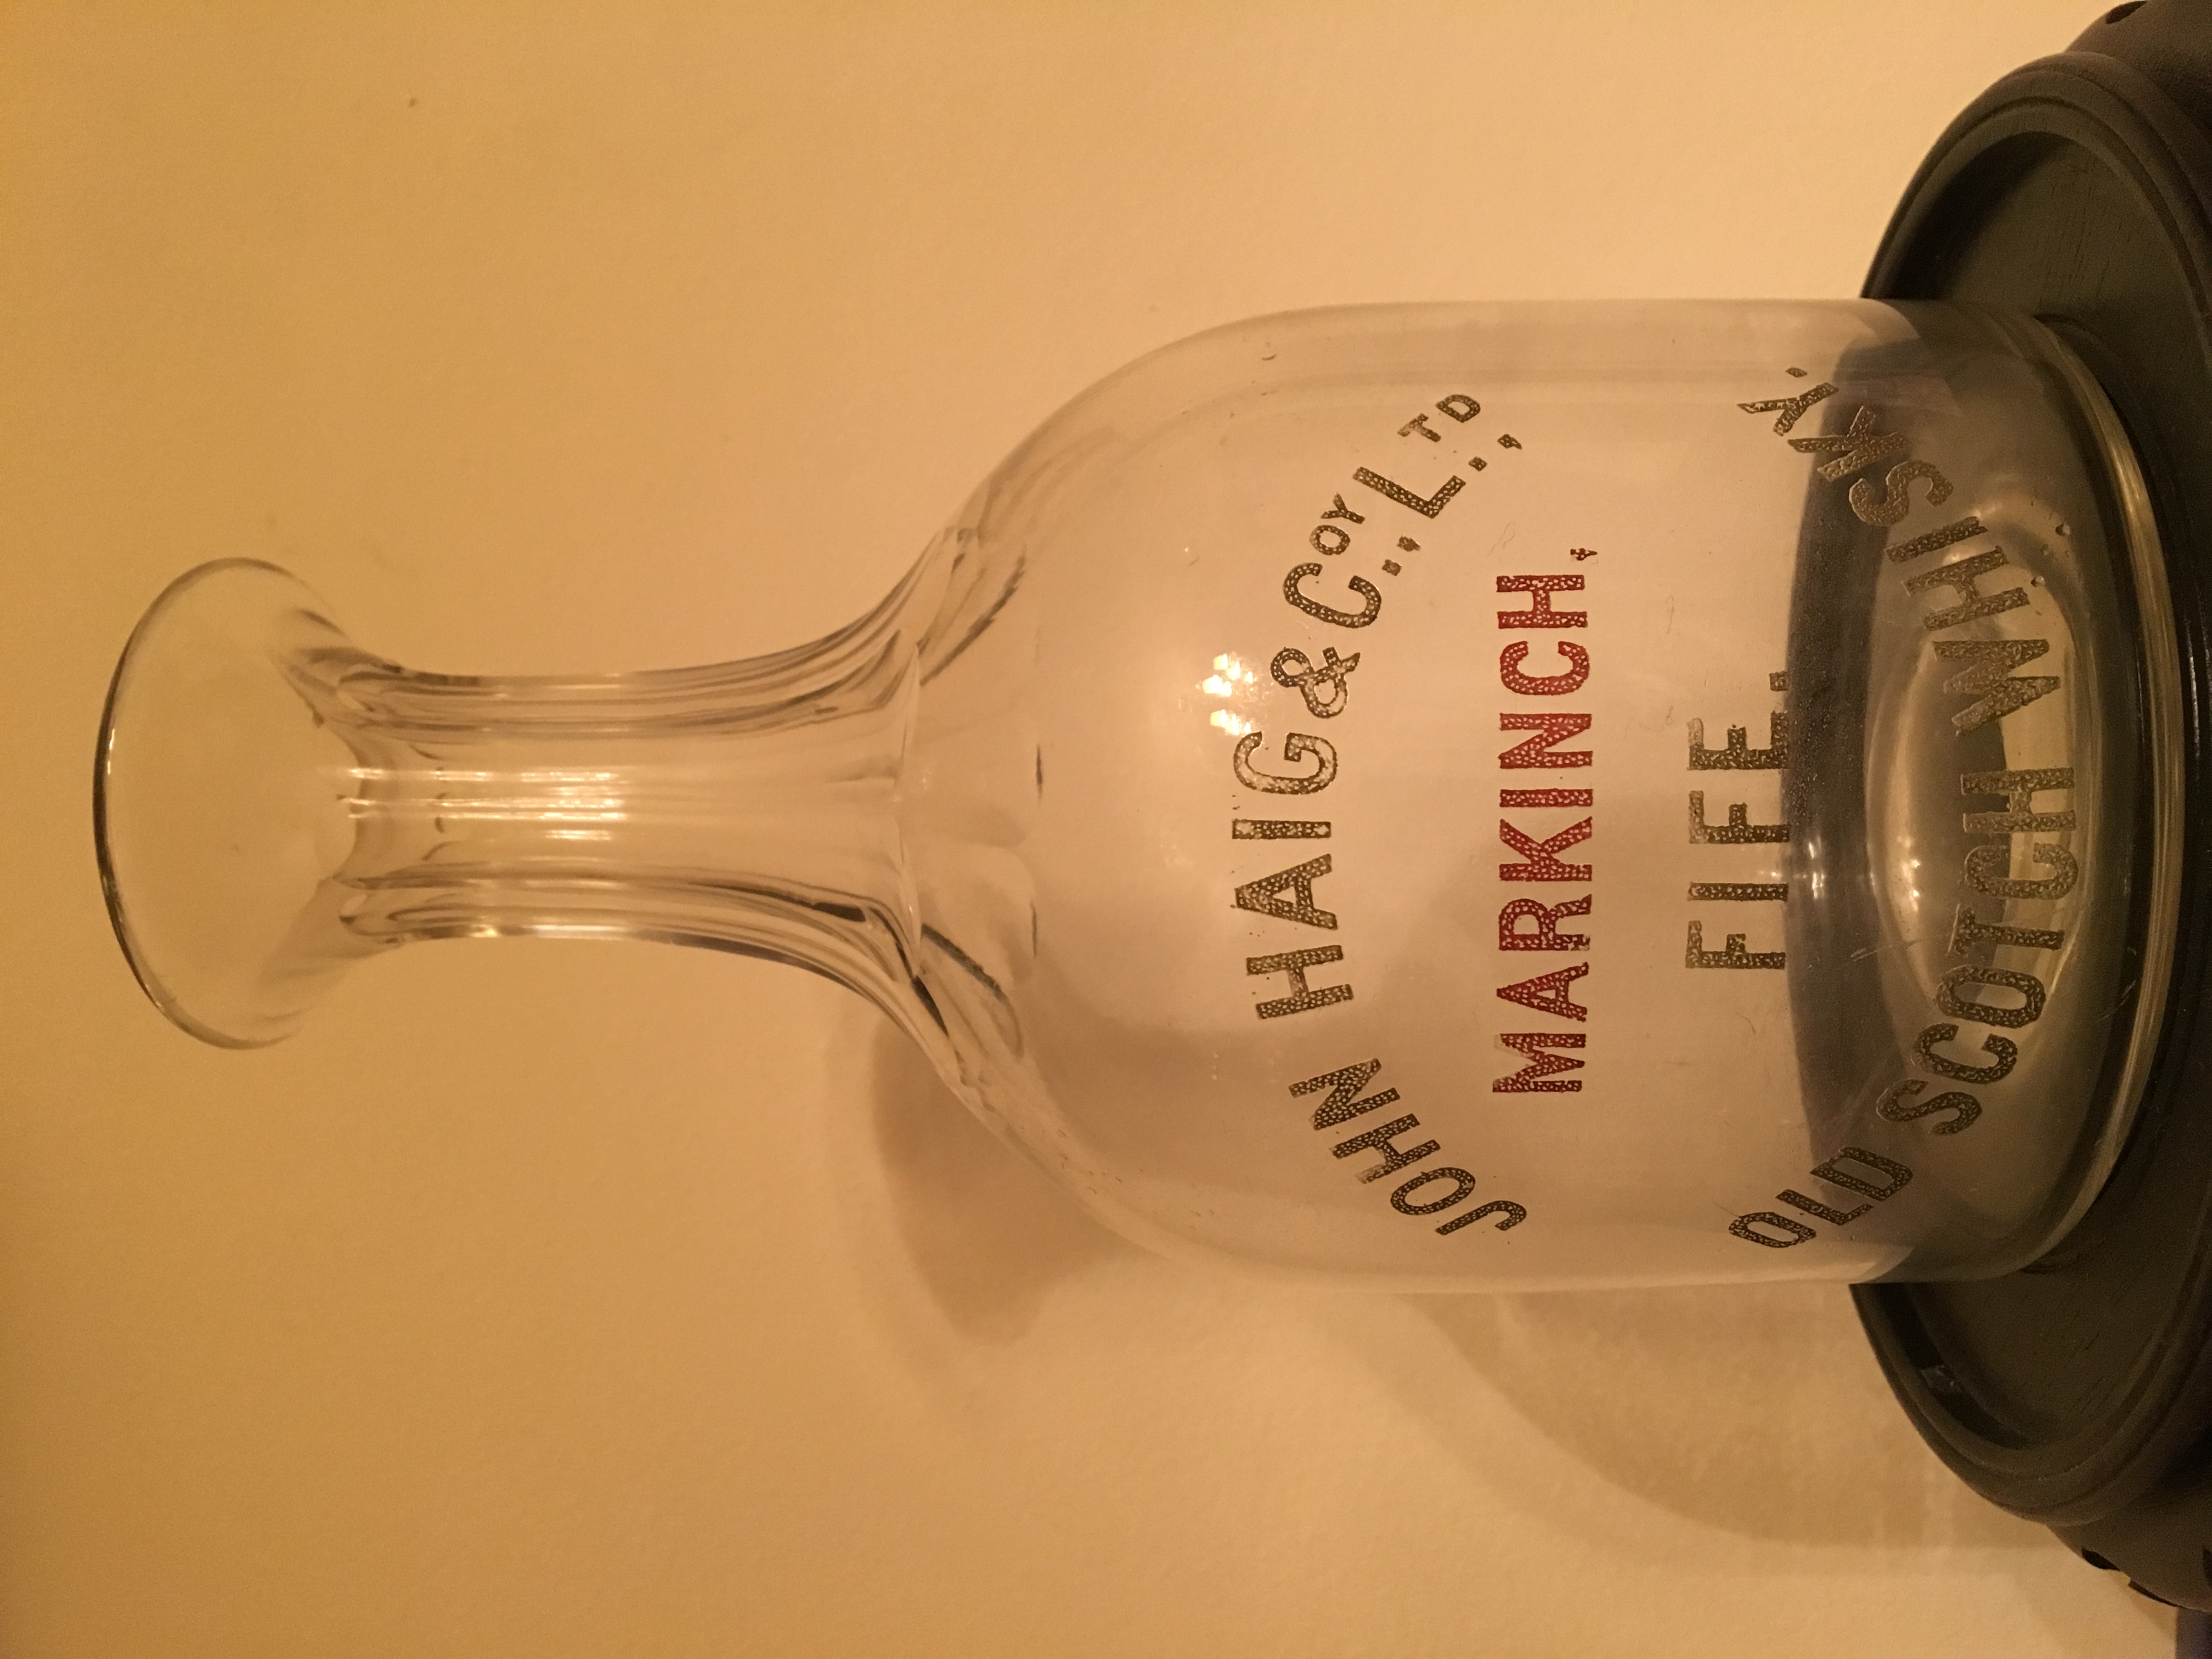 JOHN HAIG & Cᴼʸ., Lᵀᴰ.,
MARKINCH,
FIFE.
OLD SCOTCH WHISKY.